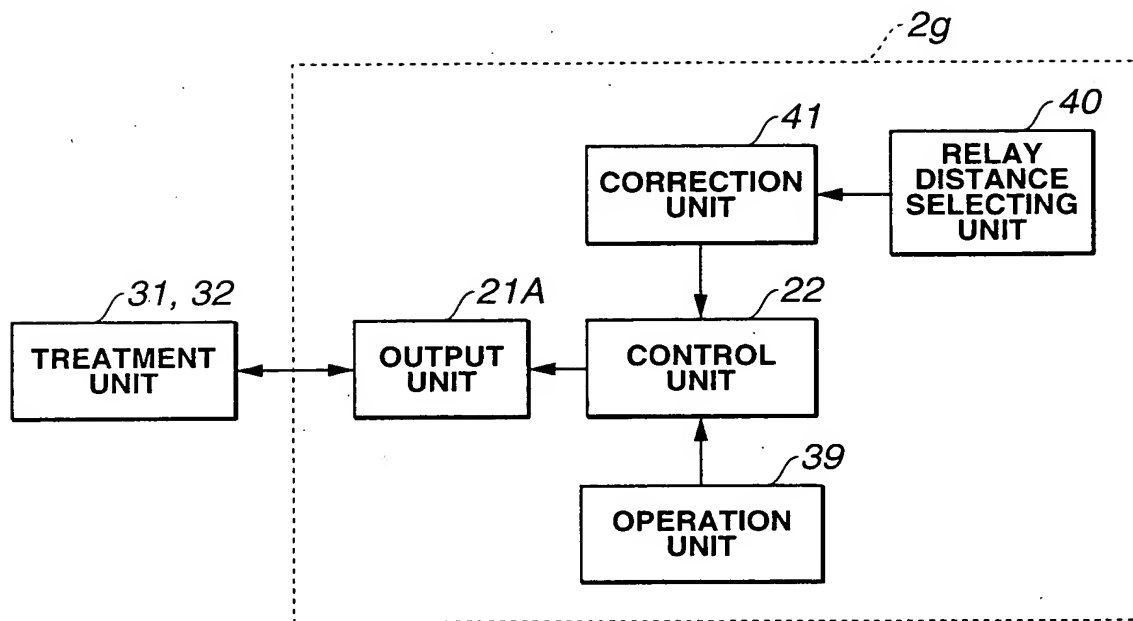 2g
41
40
CORRECTION
UNIT
RELAY
DISTANCE
SELECTING
UNIT
31, 32
21A
22
TREATMENT
UNIT
OUTPUT
UNIT
CONTROL
UNIT
39
OPERATION
UNIT